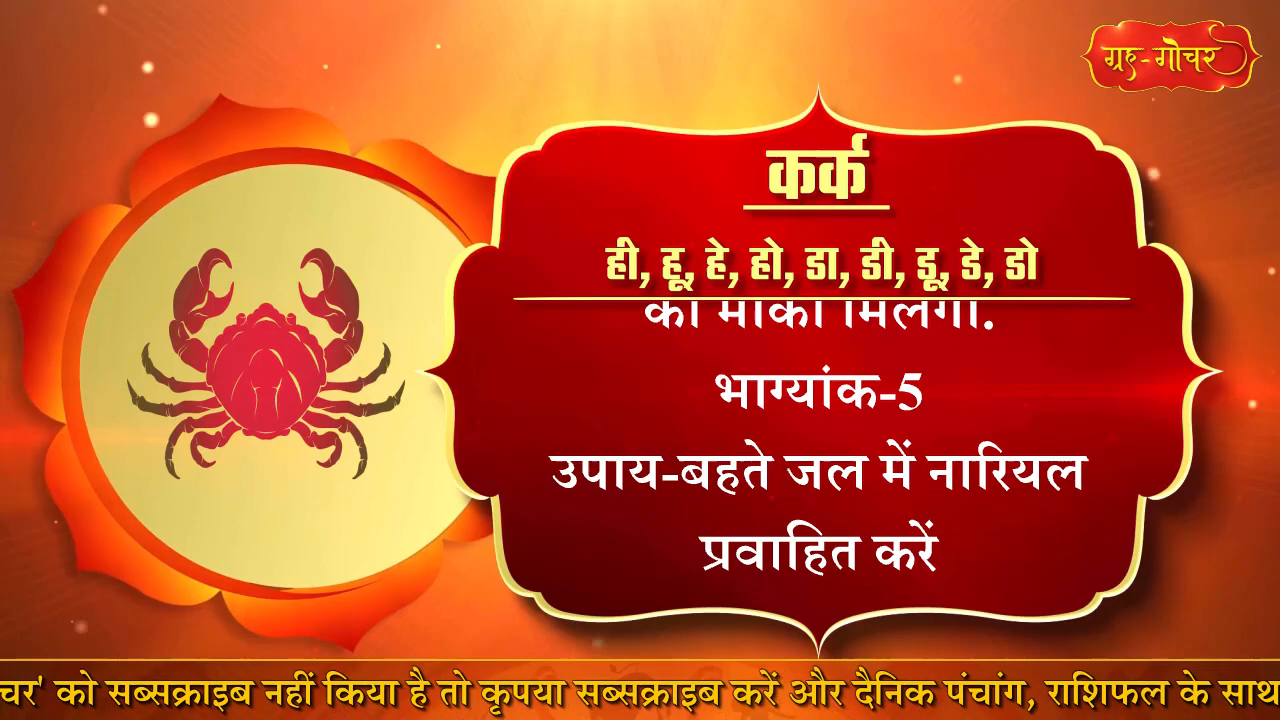 ग्रह-गोचर
कर्क
ही, हू, हे, हो, डा, डी, डू, डे, डो
का मौका मिलेगा.
भाग्यांक-5
उपाय-बहते जल में नारियल
प्रवाहित करें
चर' को सब्सक्राइब नहीं किया है तो कृपया सब्सक्राइब करें और दैनिक पंचांग, राशिफल के साथ